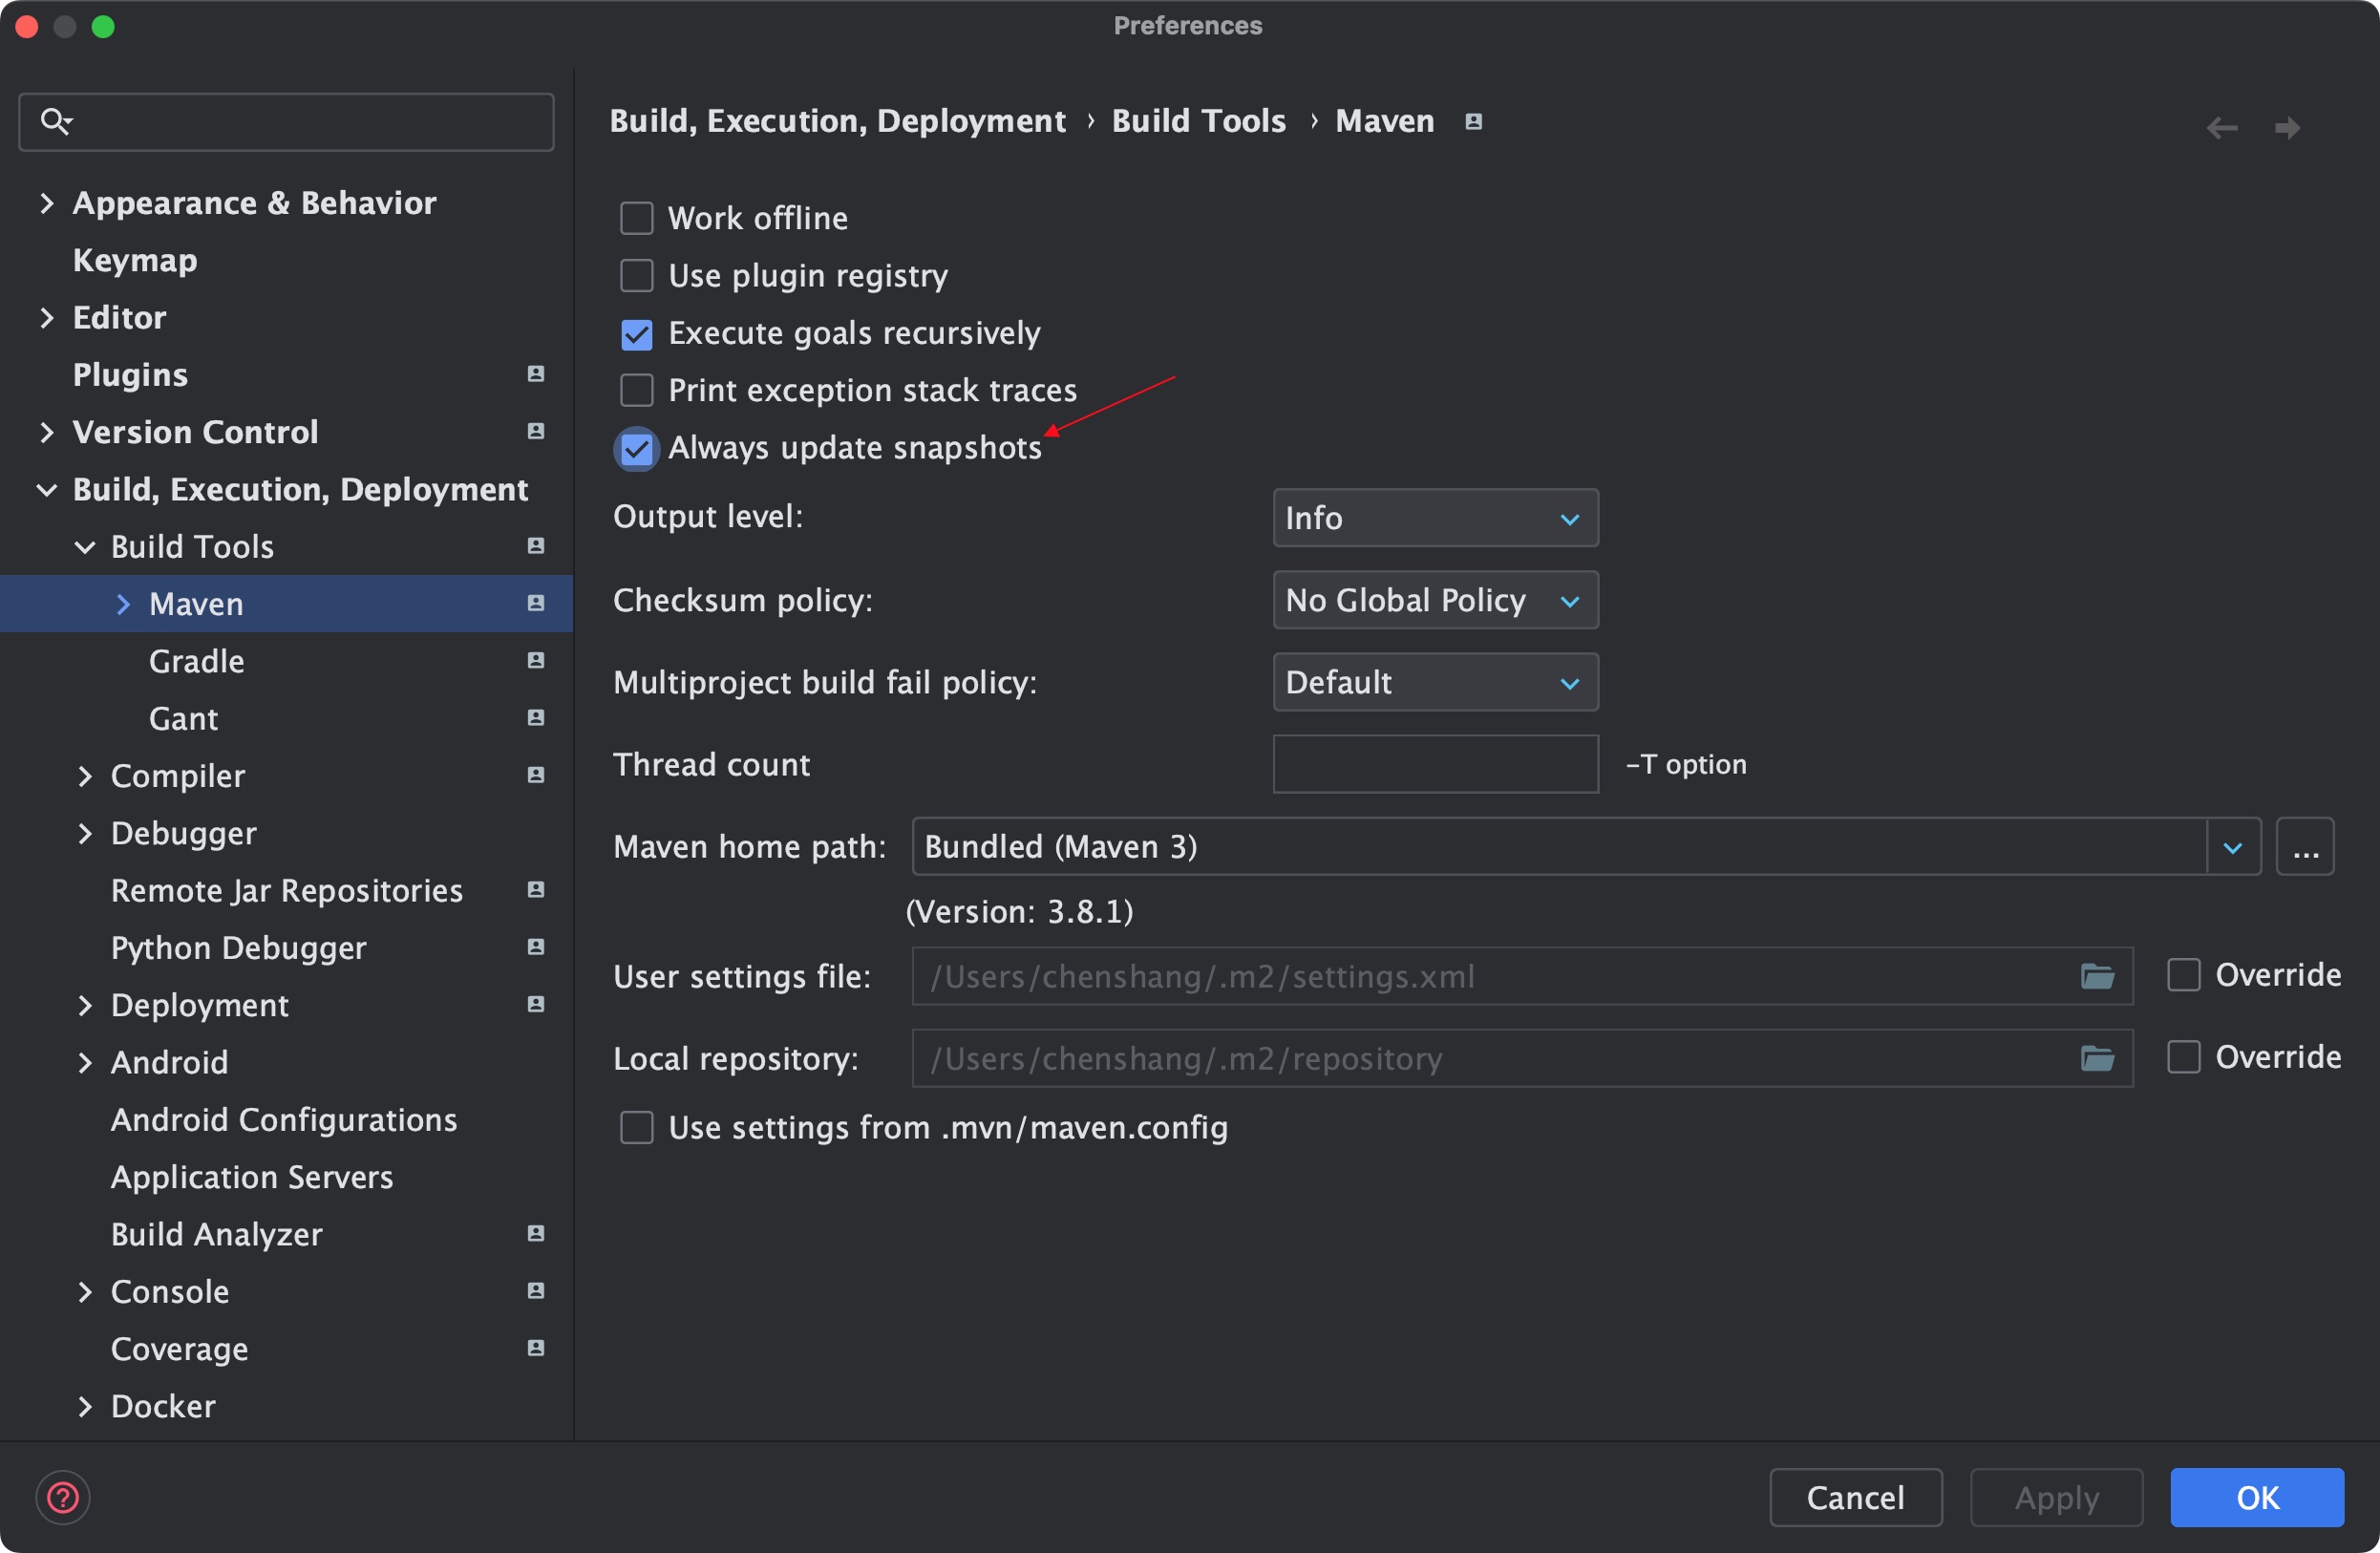 Preferences
Build, Execution, Deployment › Build Tools › Maven
Appearance & Behavior
Keymap
Editor
Plugins
Version Control
Build, Execution, Deployment
Build Tools
Maven
Gradle
Gant
Compiler
Debugger
Remote Jar Repositories
Python Debugger
Deployment
Android
Android Configurations
Application Servers
Build Analyzer
Console
Coverage
Docker
Work offline
Use plugin registry
Execute goals recursively
Print exception stack traces
Always update snapshots
Output level: Info
Checksum policy: No Global Policy
Multiproject build fail policy: Default
Thread count -T option
Maven home path: Bundled (Maven 3) ...
(Version: 3.8.1)
User settings file: /Users/chenshang/.m2/settings.xml Override
Local repository: /Users/chenshang/.m2/repository Override
Use settings from .mvn/maven.config
? Cancel Apply OK